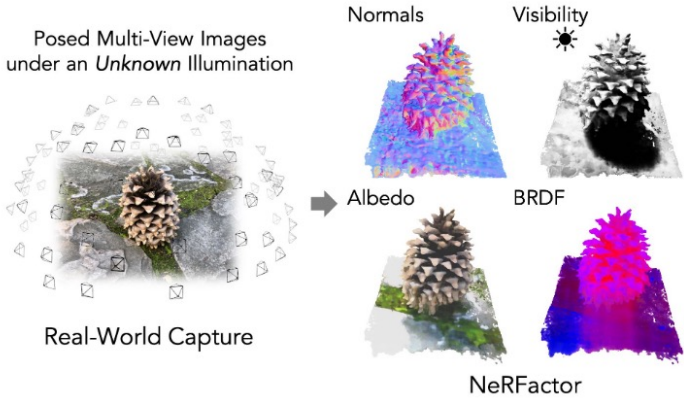 Posed Multi-View Images
under an Unknown Illumination
Real-World Capture
Normals
Visibility
Albedo
BRDF
NeRFactor